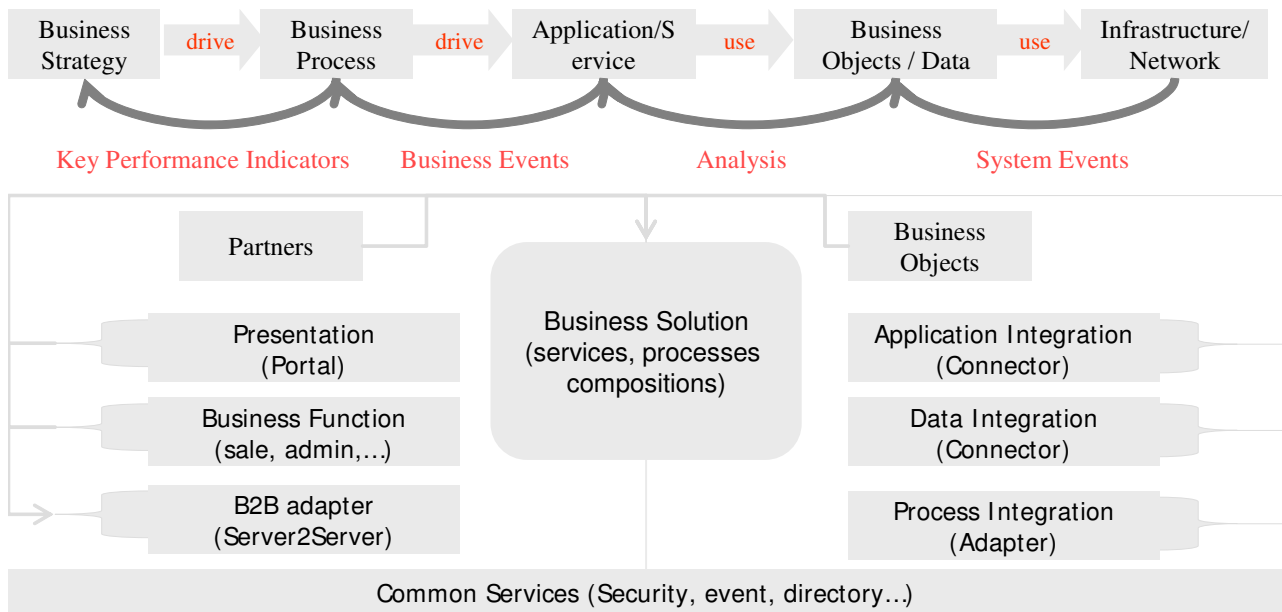 Business
Strategy
drive
Business
Process
drive
Application/S
ervice
use
Business
Objects / Data
use
Infrastructure/
Network
Key Performance Indicators
Business Events
Analysis
System Events
Partners
Business
Objects
Business Solution
(services, processes
compositions)
Presentation
(Portal)
Business Function
(sale, admin,…)
B2B adapter
(Server2Server)
Application Integration
(Connector)
Data Integration
(Connector)
Process Integration
(Adapter)
Common Services (Security, event, directory…)